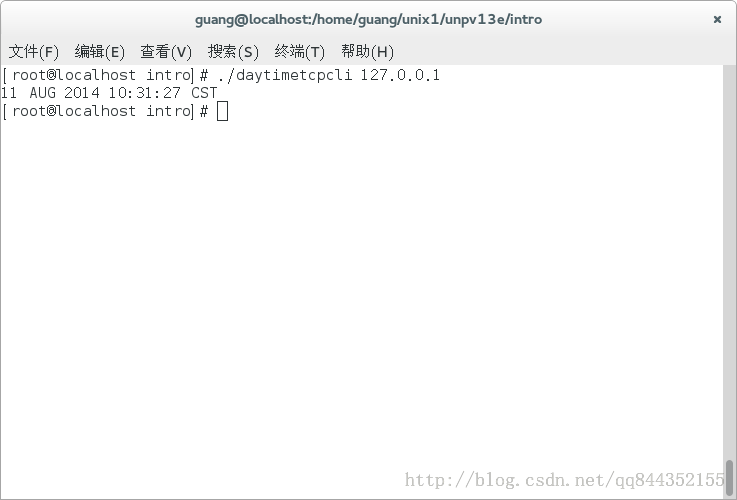 guang@localhost:/home/guang/unix1/unpv13e/intro
文件(F) 编辑(E) 查看(V) 搜索(S) 终端(T) 帮助(H)
[root@localhost intro]# ./daytimetcpcli 127.0.0.1
11 AUG 2014 10:31:27 CST
[root@localhost intro]#
http://blog.csdn.net/qq844352155